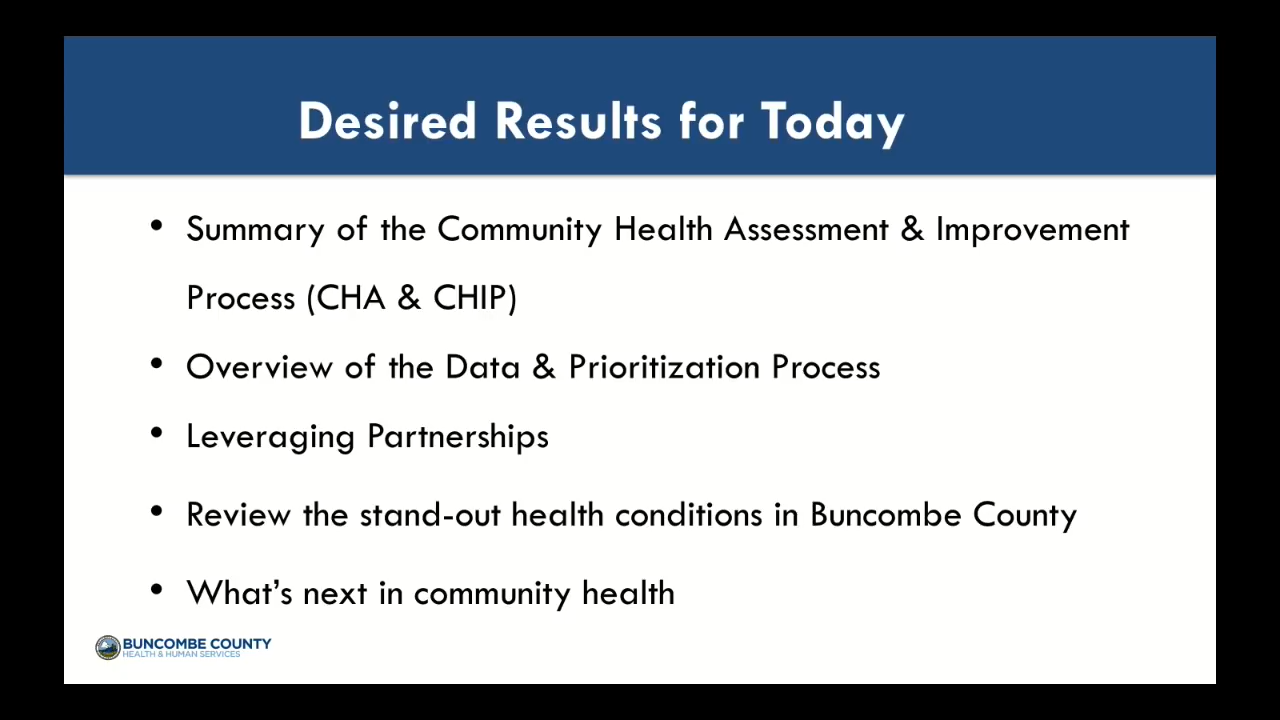 Desired Results for Today
• Summary of the Community Health Assessment & Improvement
Process (CHA & CHIP)
• Overview of the Data & Prioritization Process
• Leveraging Partnerships
• Review the stand-out health conditions in Buncombe County
• What’s next in community health
BUNCOMBE COUNTY
HEALTH & HUMAN SERVICES